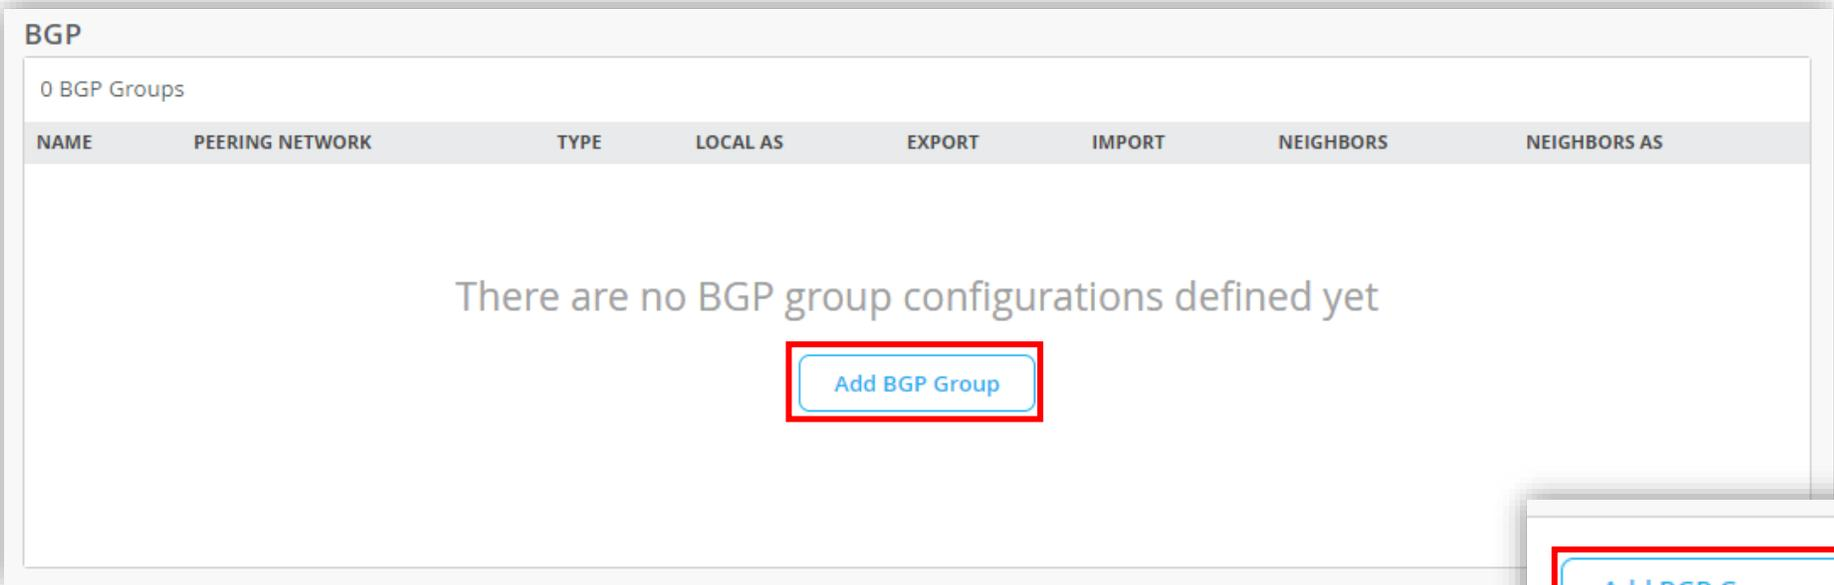 BGP
0 BGP Groups
NAME PEERING NETWORK TYPE LOCAL AS EXPORT IMPORT NEIGHBORS NEIGHBORS AS
There are no BGP group configurations defined yet
Add BGP Group